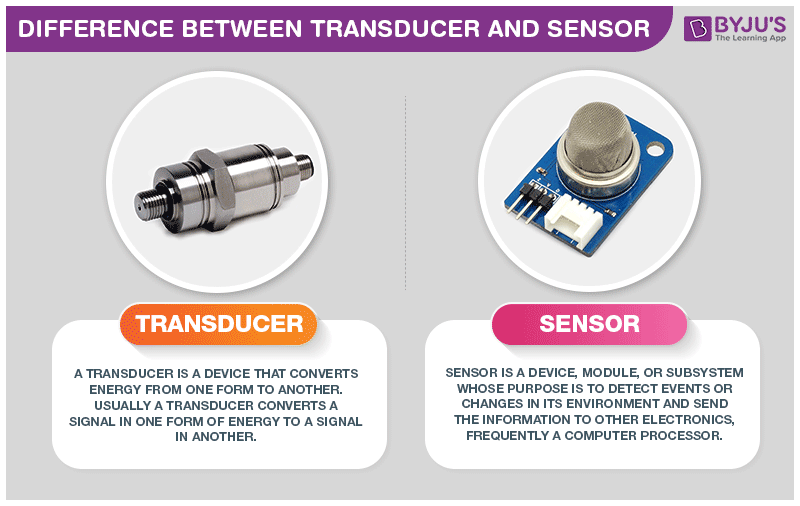 DIFFERENCE BETWEEN TRANSDUCER AND SENSOR
BYJU'S
The Learning App
TRANSDUCER
A TRANSDUCER IS A DEVICE THAT CONVERTS
ENERGY FROM ONE FORM TO ANOTHER.
USUALLY A TRANSDUCER CONVERTS A
SIGNAL IN ONE FORM OF ENERGY TO A SIGNAL
IN ANOTHER.
SENSOR
SENSOR IS A DEVICE, MODULE, OR SUBSYSTEM
WHOSE PURPOSE IS TO DETECT EVENTS OR
CHANGES IN ITS ENVIRONMENT AND SEND
THE INFORMATION TO OTHER ELECTRONICS,
FREQUENTLY A COMPUTER PROCESSOR.